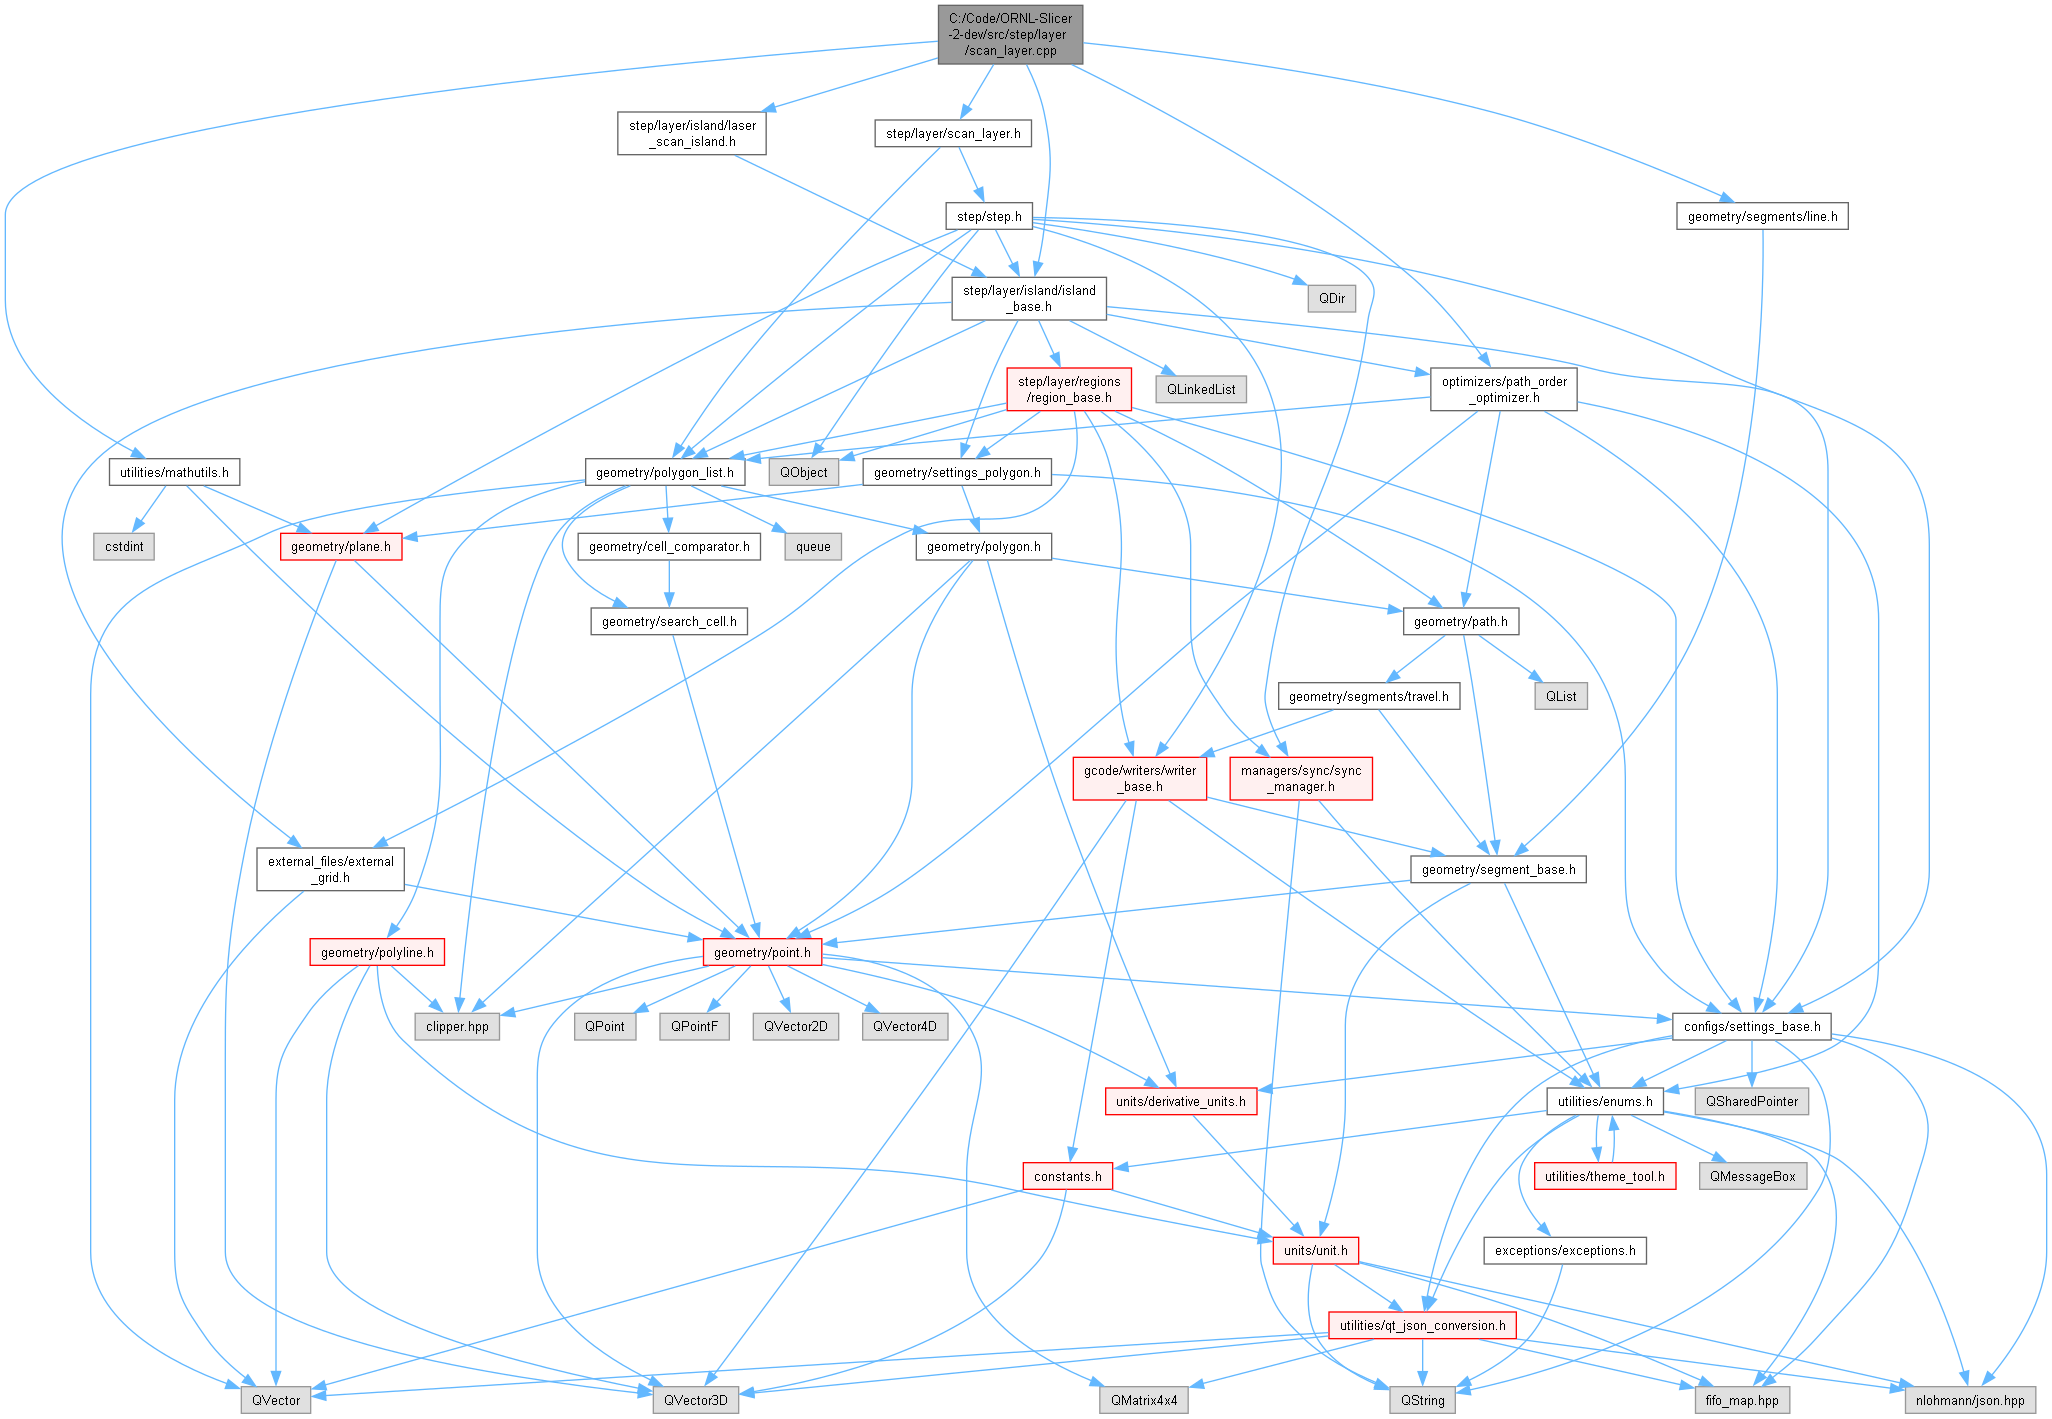 C:/Code/ORNL-Slicer
-2-dev/src/step/layer
/scan_layer.cpp
step/layer/island/laser
_scan_island.h
step/layer/scan_layer.h
step/step.h
geometry/segments/line.h
step/layer/island/island
_base.h
QDir
step/layer/regions
/region_base.h
QLinkedList
optimizers/path_order
_optimizer.h
utilities/mathutils.h
geometry/polygon_list.h
QObject
geometry/settings_polygon.h
cstdint
geometry/plane.h
geometry/cell_comparator.h
queue
geometry/polygon.h
geometry/search_cell.h
geometry/path.h
geometry/segments/travel.h
QList
gcode/writers/writer
_base.h
managers/sync/sync
_manager.h
external_files/external
_grid.h
geometry/segment_base.h
geometry/polyline.h
geometry/point.h
clipper.hpp
QPoint
QPointF
QVector2D
QVector4D
configs/settings_base.h
units/derivative_units.h
utilities/enums.h
QSharedPointer
constants.h
utilities/theme_tool.h
QMessageBox
units/unit.h
exceptions/exceptions.h
utilities/qt_json_conversion.h
QVector
QVector3D
QMatrix4x4
QString
fifo_map.hpp
nlohmann/json.hpp